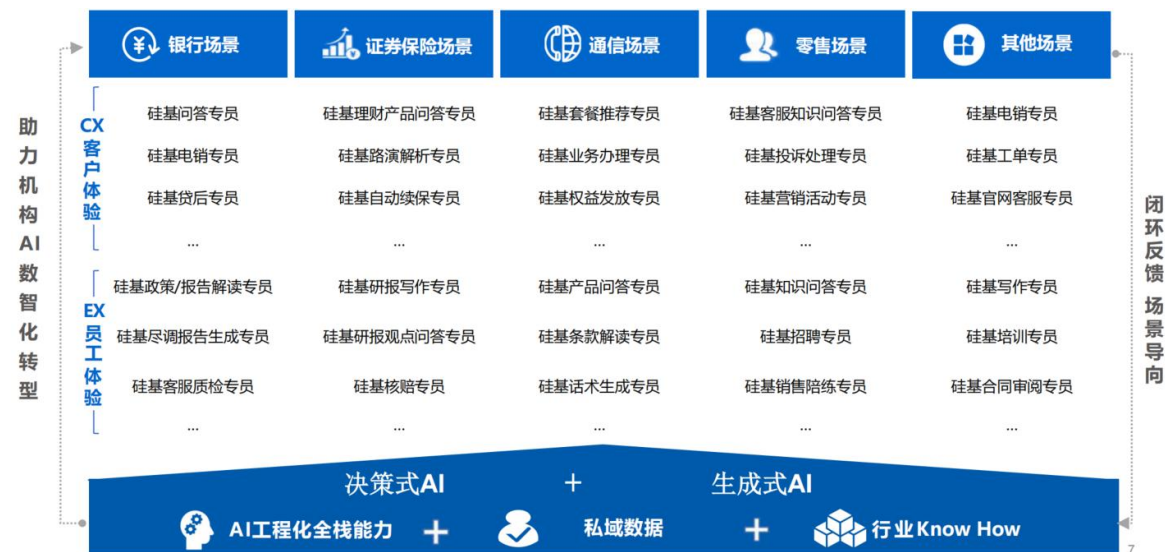 银行场景
证券保险场景
通信场景
零售场景
其他场景
助力机构AI数智化转型
CX客户体验
硅基问答专员
硅基理财产品问答专员
硅基套餐推荐专员
硅基客服知识问答专员
硅基电销专员
硅基电销专员
硅基路演解析专员
硅基业务办理专员
硅基投诉处理专员
硅基工单专员
硅基贷后专员
硅基自动续保专员
硅基权益发放专员
硅基营销活动专员
硅基官网客服专员
...
...
...
...
...
EX员工体验
硅基政策/报告解读专员
硅基研报写作专员
硅基产品问答专员
硅基知识问答专员
硅基写作专员
硅基尽调报告生成专员
硅基研报观点问答专员
硅基条款解读专员
硅基招聘专员
硅基培训专员
硅基客服质检专员
硅基核赔专员
硅基话术生成专员
硅基销售陪练专员
硅基合同审阅专员
...
...
...
...
...
闭环反馈 场景导向
决策式AI + 生成式AI
AI工程化全栈能力 + 私域数据 + 行业Know How
7